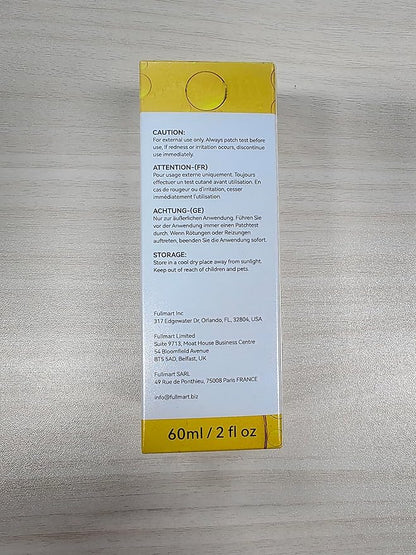 CAUTION:
For external use only. Always patch test before
use, if redness or irritation occurs, discontinue
use immediately.
ATTENTION-(FR)
Pour usage externe uniquement. Toujours
effectuer un test cutané avant utilisation. En
cas de rougeur ou d'irritation, cesser
immédiatement l'utilisation.
ACHTUNG-(GE)
Nur zur äußerlichen Anwendung. Führen Sie
vor der Anwendung immer einen Patchtest
durch. Wenn Rötungen oder Reizungen
auftreten, beenden Sie die Anwendung sofort.
STORAGE:
Store in a cool dry place away from sunlight.
Keep out of reach of children and pets.
Fullmart Inc
317 Edgewater Dr, Orlando, FL, 32804, USA
Fullmart Limited
Suite 9713, Moat House Business Centre
54 Bloomfield Avenue
BT5 5AD, Belfast, UK
Fullmart SARL
49 Rue de Ponthieu, 75008 Paris FRANCE
info@fullmart.biz
60ml / 2 fl oz